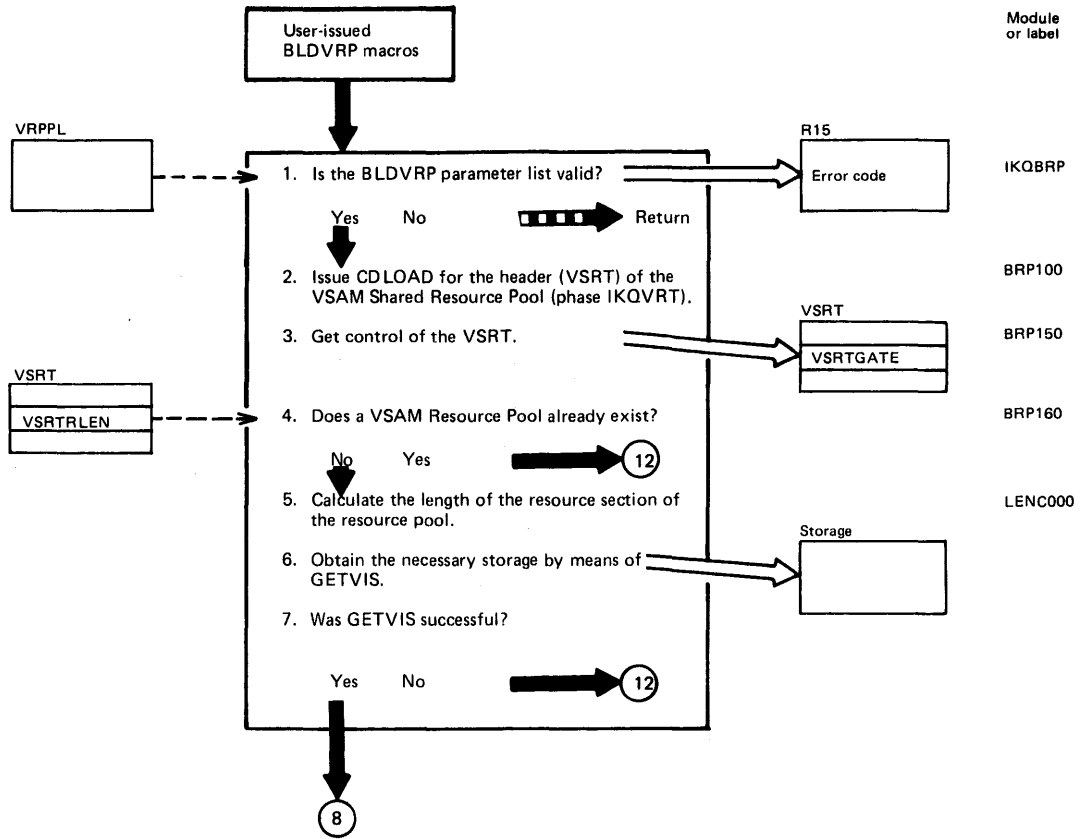 User-issued
BLDVRP macros
Module
or label
VRPPL
R15
1. Is the BLDVRP parameter list valid?
Error code
IKQBRP
Yes No Return
2. Issue CDLOAD for the header (VSRT) of the
VSAM Shared Resource Pool (phase IKQVRT).
BRP100
VSRT
3. Get control of the VSRT.
BRP150
VSRTGATE
VSRT
VSRTRLEN
4. Does a VSAM Resource Pool already exist?
BRP160
No Yes 12
5. Calculate the length of the resource section of
the resource pool.
LENC000
Storage
6. Obtain the necessary storage by means of
GETVIS.
7. Was GETVIS successful?
Yes No 12
8